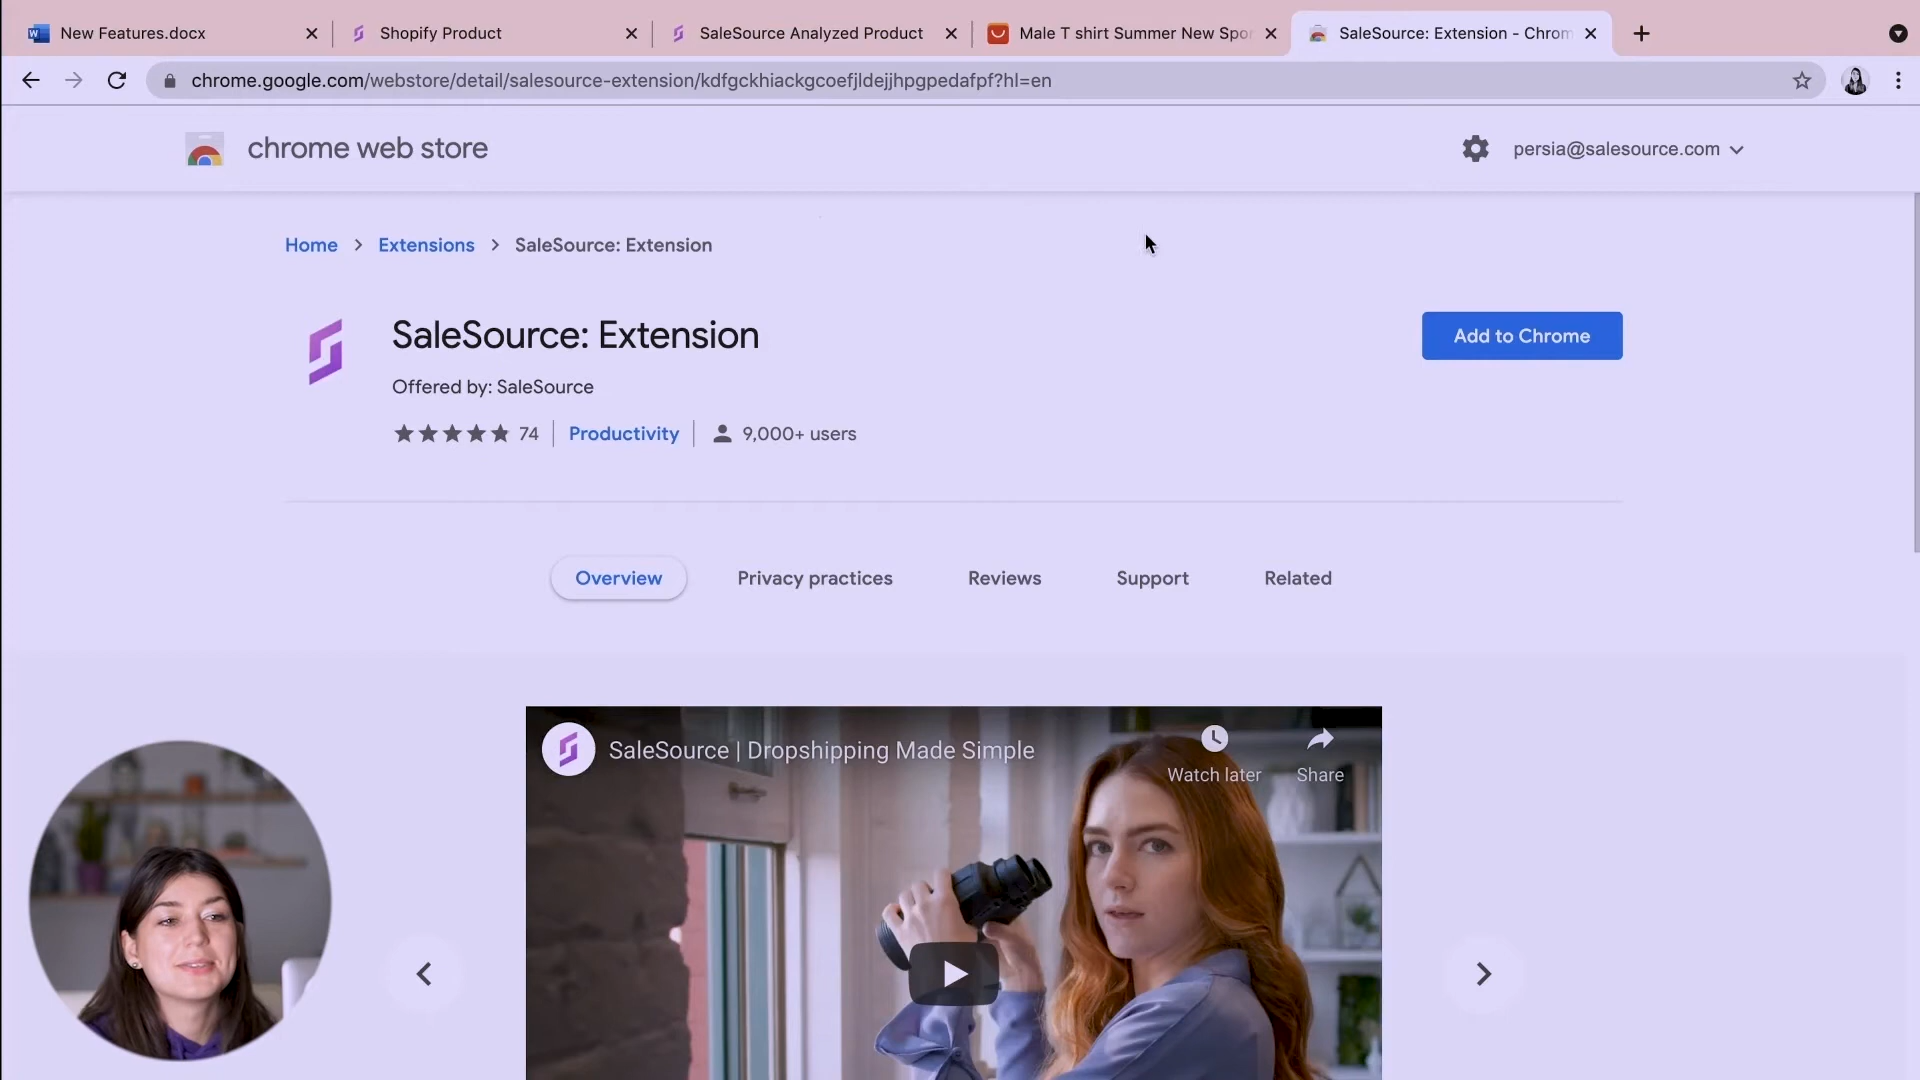 New Features.docx
Shopify Product
SaleSource Analyzed Product
Male T shirt Summer New Spor
SaleSource: Extension - Chrom
chrome.google.com/webstore/detail/salesource-extension/kdfgckhiackgcoefjldejjhpgpedafpf?hl=en
chrome web store
persia@salesource.com
Home > Extensions > SaleSource: Extension
SaleSource: Extension
Add to Chrome
Offered by: SaleSource
74
Productivity
9,000+ users
Overview
Privacy practices
Reviews
Support
Related
SaleSource | Dropshipping Made Simple
Watch later
Share